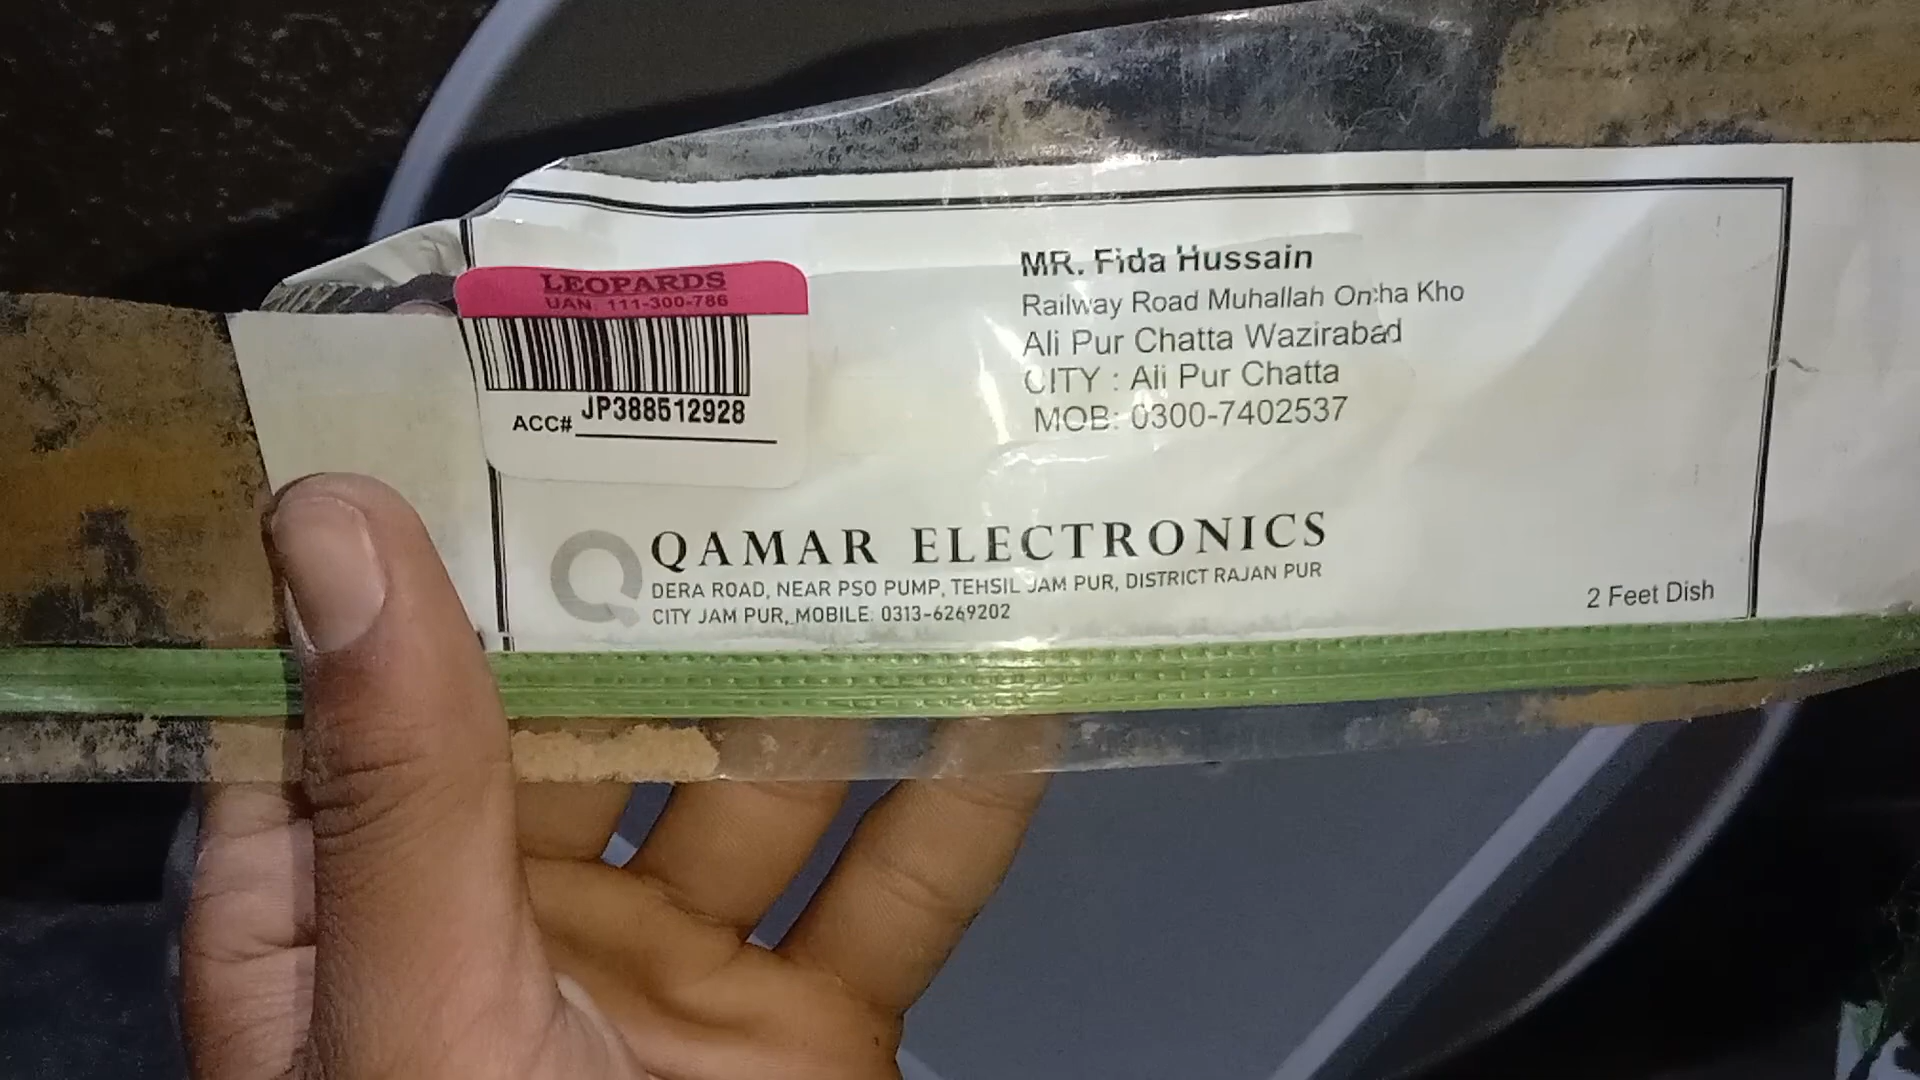 LEOPARDS
UAN: 111-300-786
ACC# JP388512928
MR. Fida Hussain
Railway Road Muhallah Oncha Kho
Ali Pur Chatta Wazirabad
CITY : Ali Pur Chatta
MOB: 0300-7402537
QAMAR ELECTRONICS
DERA ROAD, NEAR PSO PUMP, TEHSIL JAM PUR, DISTRICT RAJAN PUR
CITY JAM PUR, MOBILE: 0313-6269202
2 Feet Dish